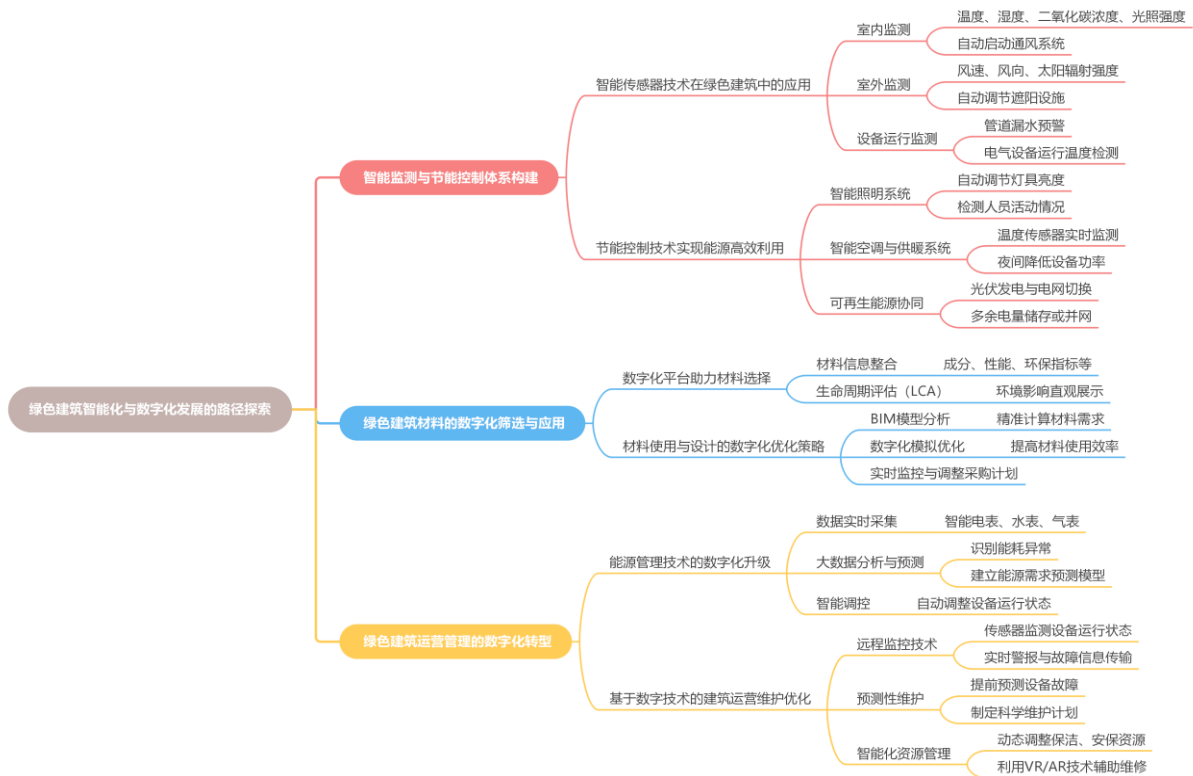 绿色建筑智能化与数字化发展的路径探索
智能监测与节能控制体系构建
智能传感器技术在绿色建筑中的应用
室内监测
温度、湿度、二氧化碳浓度、光照强度
自动启动通风系统
室外监测
风速、风向、太阳辐射强度
自动调节遮阳设施
设备运行监测
管道漏水预警
电气设备运行温度检测
节能控制技术实现能源高效利用
智能照明系统
自动调节灯具亮度
检测人员活动情况
智能空调与供暖系统
温度传感器实时监测
夜间降低设备功率
可再生能源协同
光伏发电与电网切换
多余电量储存或并网
绿色建筑材料的数字化筛选与应用
数字化平台助力材料选择
材料信息整合
成分、性能、环保指标等
生命周期评估（LCA）
环境影响直观展示
材料使用与设计的数字化优化策略
BIM模型分析
精准计算材料需求
数字化模拟优化
提高材料使用效率
实时监控与调整采购计划
绿色建筑运营管理的数字化转型
能源管理技术的数字化升级
数据实时采集
智能电表、水表、气表
大数据分析与预测
识别能耗异常
建立能源需求预测模型
智能调控
自动调整设备运行状态
基于数字技术的建筑运营维护优化
远程监控技术
传感器监测设备运行状态
实时警报与故障信息传输
预测性维护
提前预测设备故障
制定科学维护计划
智能化资源管理
动态调整保洁、安保资源
利用VR/AR技术辅助维修